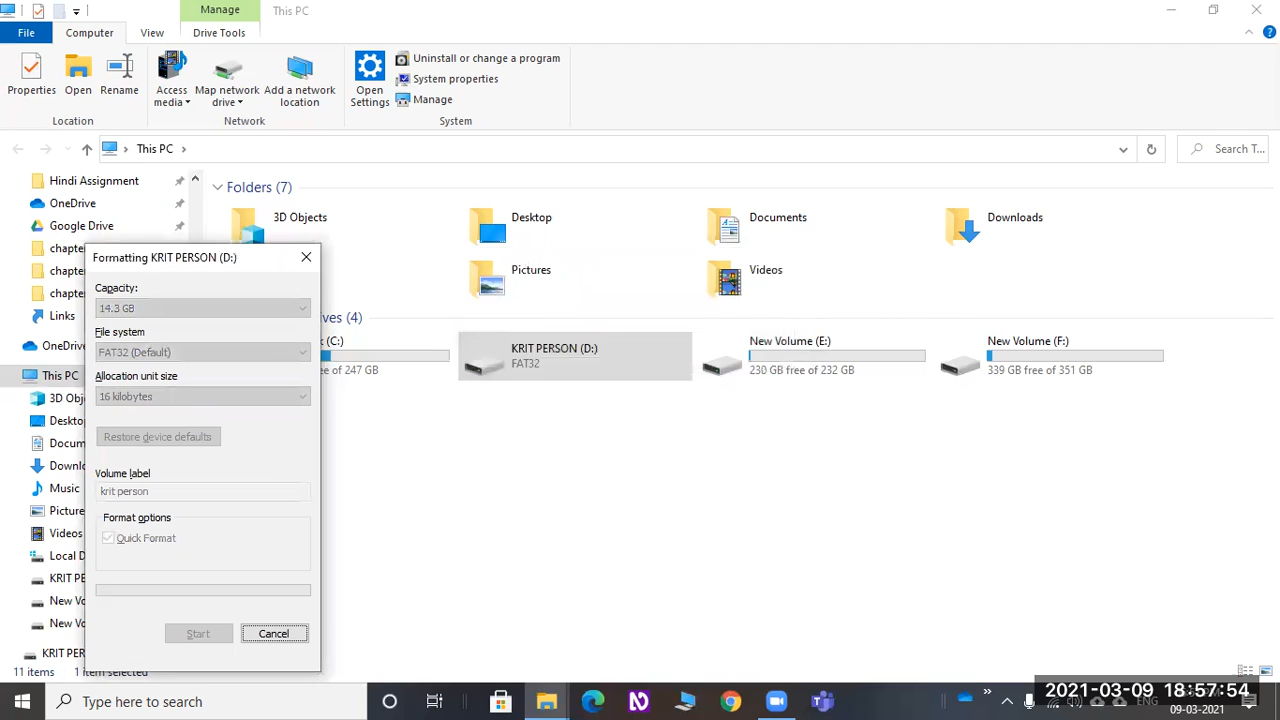 Manage
This PC
File
Computer
View
Drive Tools
Properties
Open
Rename
Access media
Map network drive
Add a network location
Open Settings
Uninstall or change a program
System properties
Manage
Location
Network
System
This PC
Search T...
Hindi Assignment
OneDrive
Google Drive
chapte
chapte
chapte
Links
OneDriv
This PC
3D Obj
Desktop
Docum
Downl
Music
Picture
Videos
Local D
KRIT PE
New Vo
New Vo
KRIT PER
11 items
1 item selected
Folders (7)
3D Objects
Desktop
Documents
Downloads
Pictures
Videos
ves (4)
(C:)
ee of 247 GB
KRIT PERSON (D:)
FAT32
New Volume (E:)
230 GB free of 232 GB
New Volume (F:)
339 GB free of 351 GB
Formatting KRIT PERSON (D:)
Capacity:
14.3 GB
File system
FAT32 (Default)
Allocation unit size
16 kilobytes
Restore device defaults
Volume label
krit person
Format options
Quick Format
Start
Cancel
Type here to search
ENG
2021-03-09 18:57:54
09-03-2021